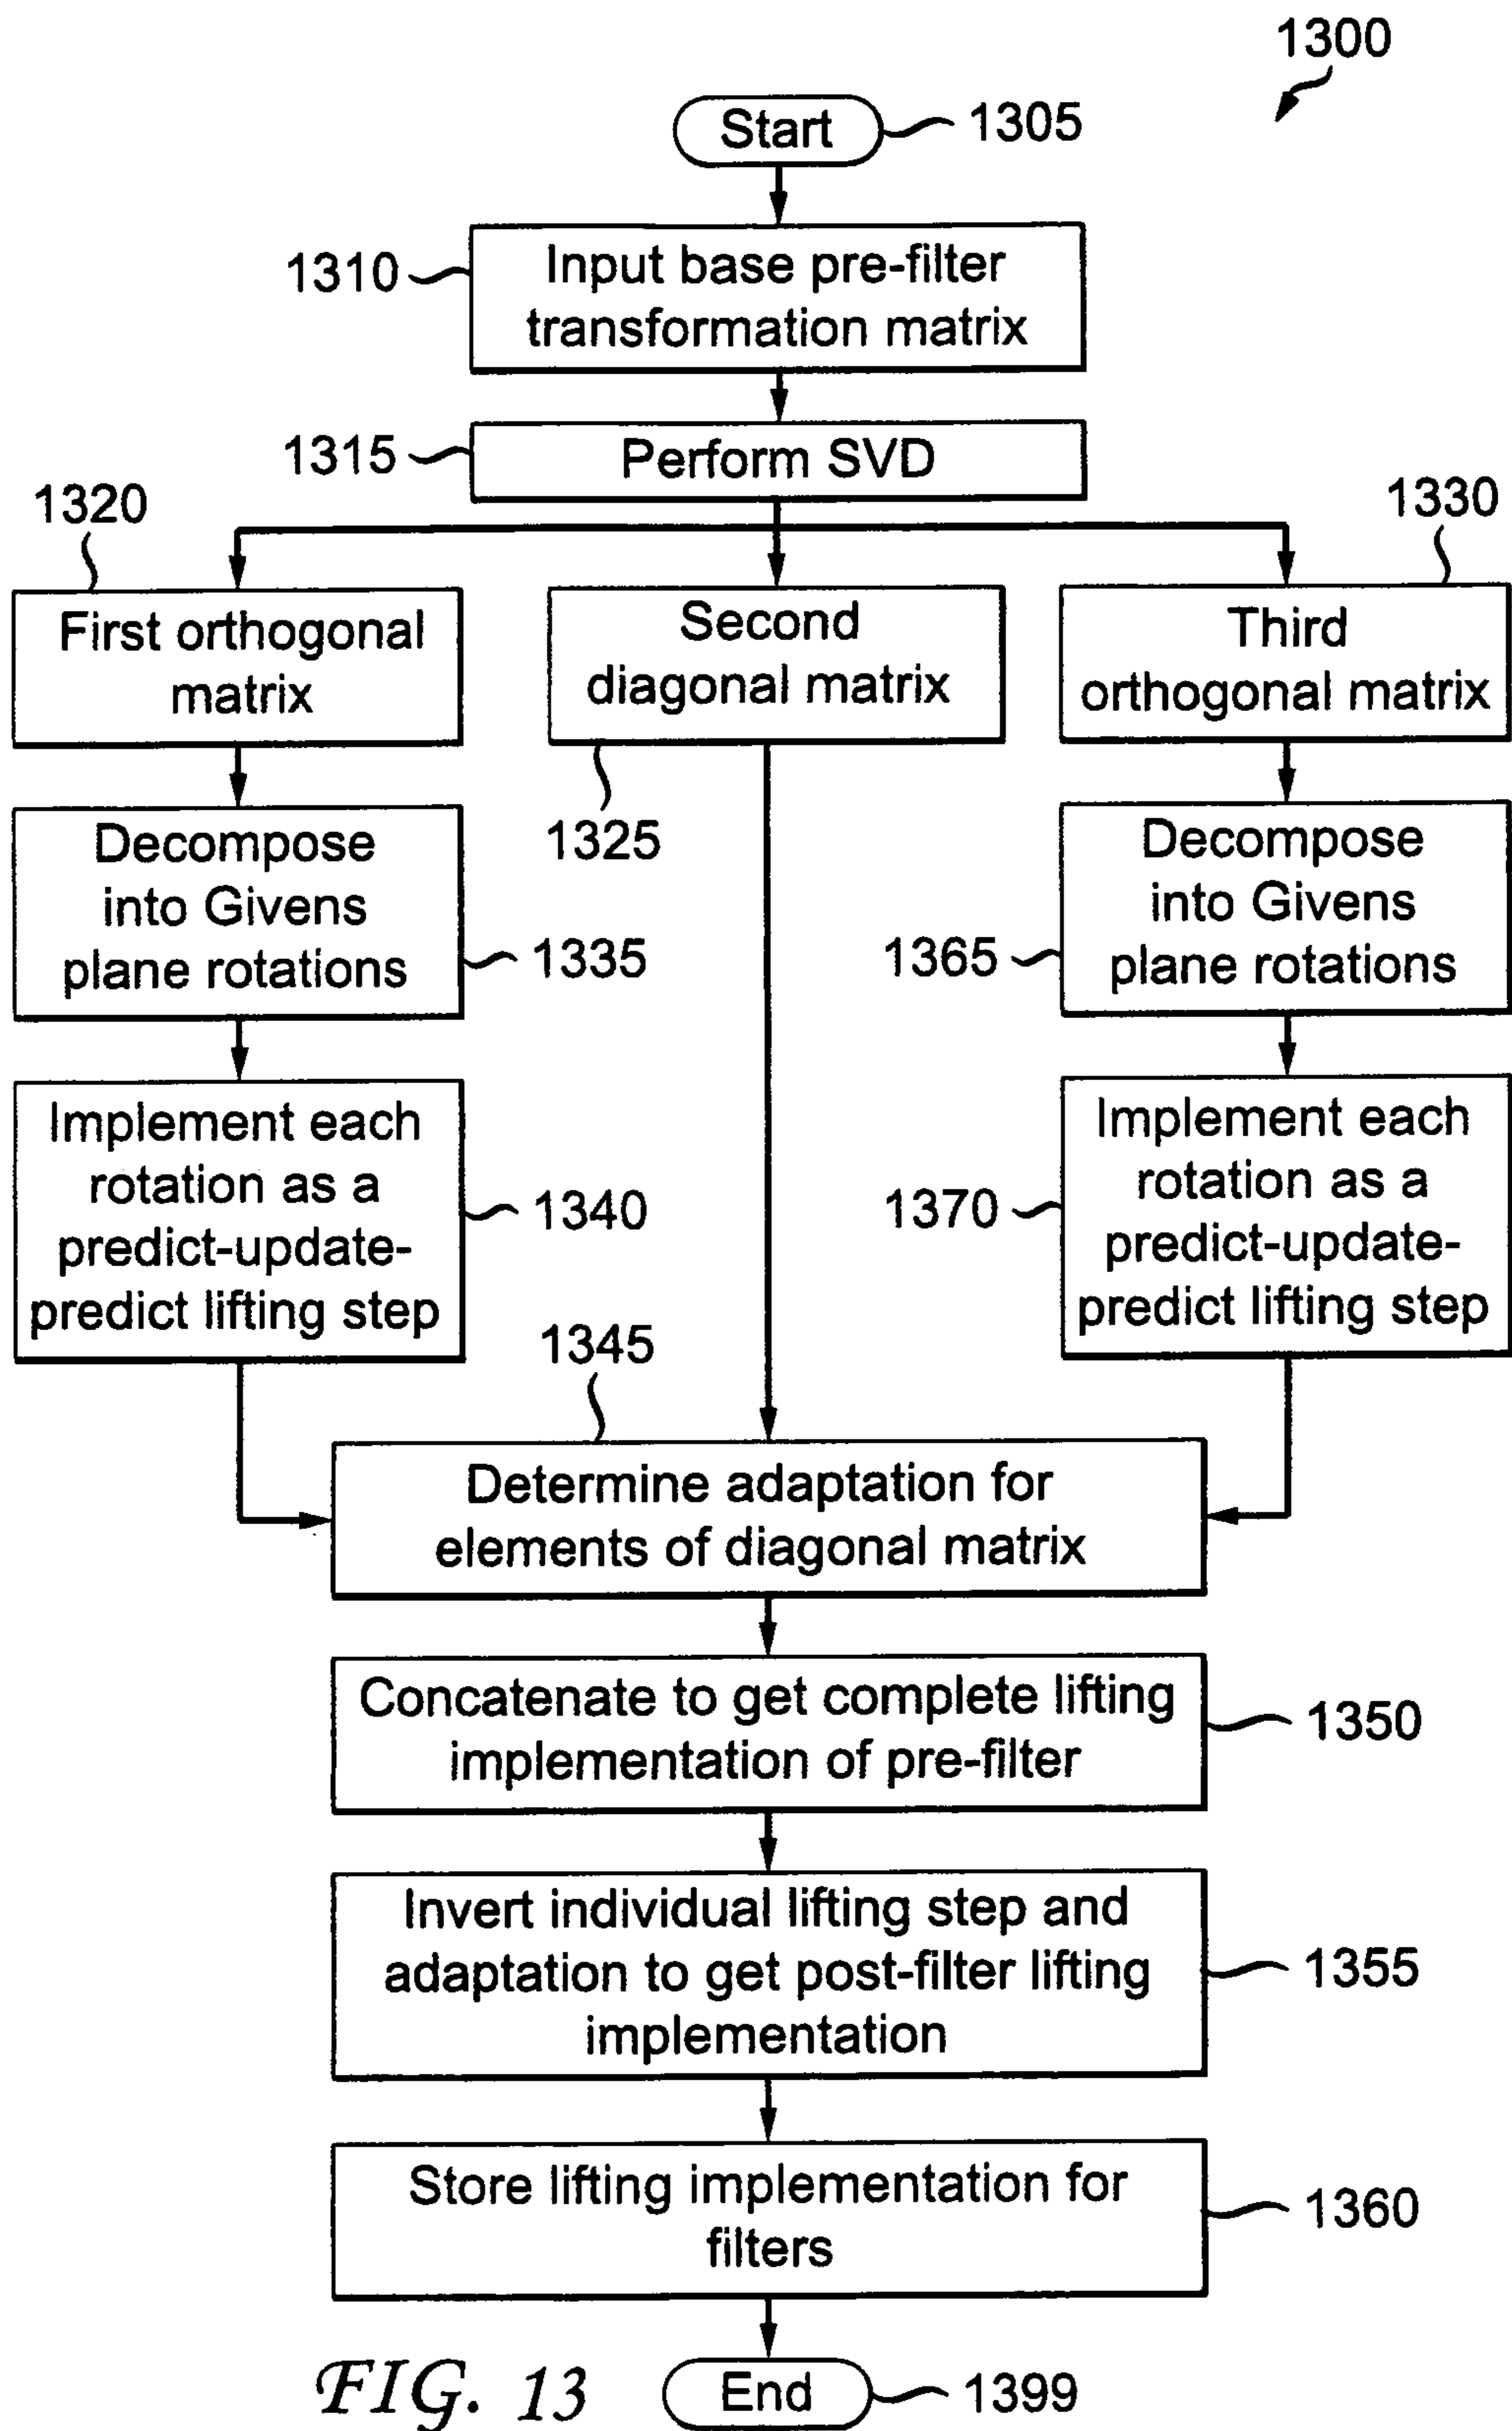 1300
Start
1305
1310
Input base pre-filter
transformation matrix
1315
Perform SVD
1320
1330
First orthogonal
matrix
Second
diagonal matrix
Third
orthogonal matrix
1325
Decompose
into Givens
plane rotations
1335
1365
Decompose
into Givens
plane rotations
Implement each
rotation as a
predict-update-
predict lifting step
1340
1370
Implement each
rotation as a
predict-update-
predict lifting step
1345
Determine adaptation for
elements of diagonal matrix
Concatenate to get complete lifting
implementation of pre-filter
1350
Invert individual lifting step and
adaptation to get post-filter lifting
implementation
1355
Store lifting implementation for
filters
1360
FIG. 13
End
1399